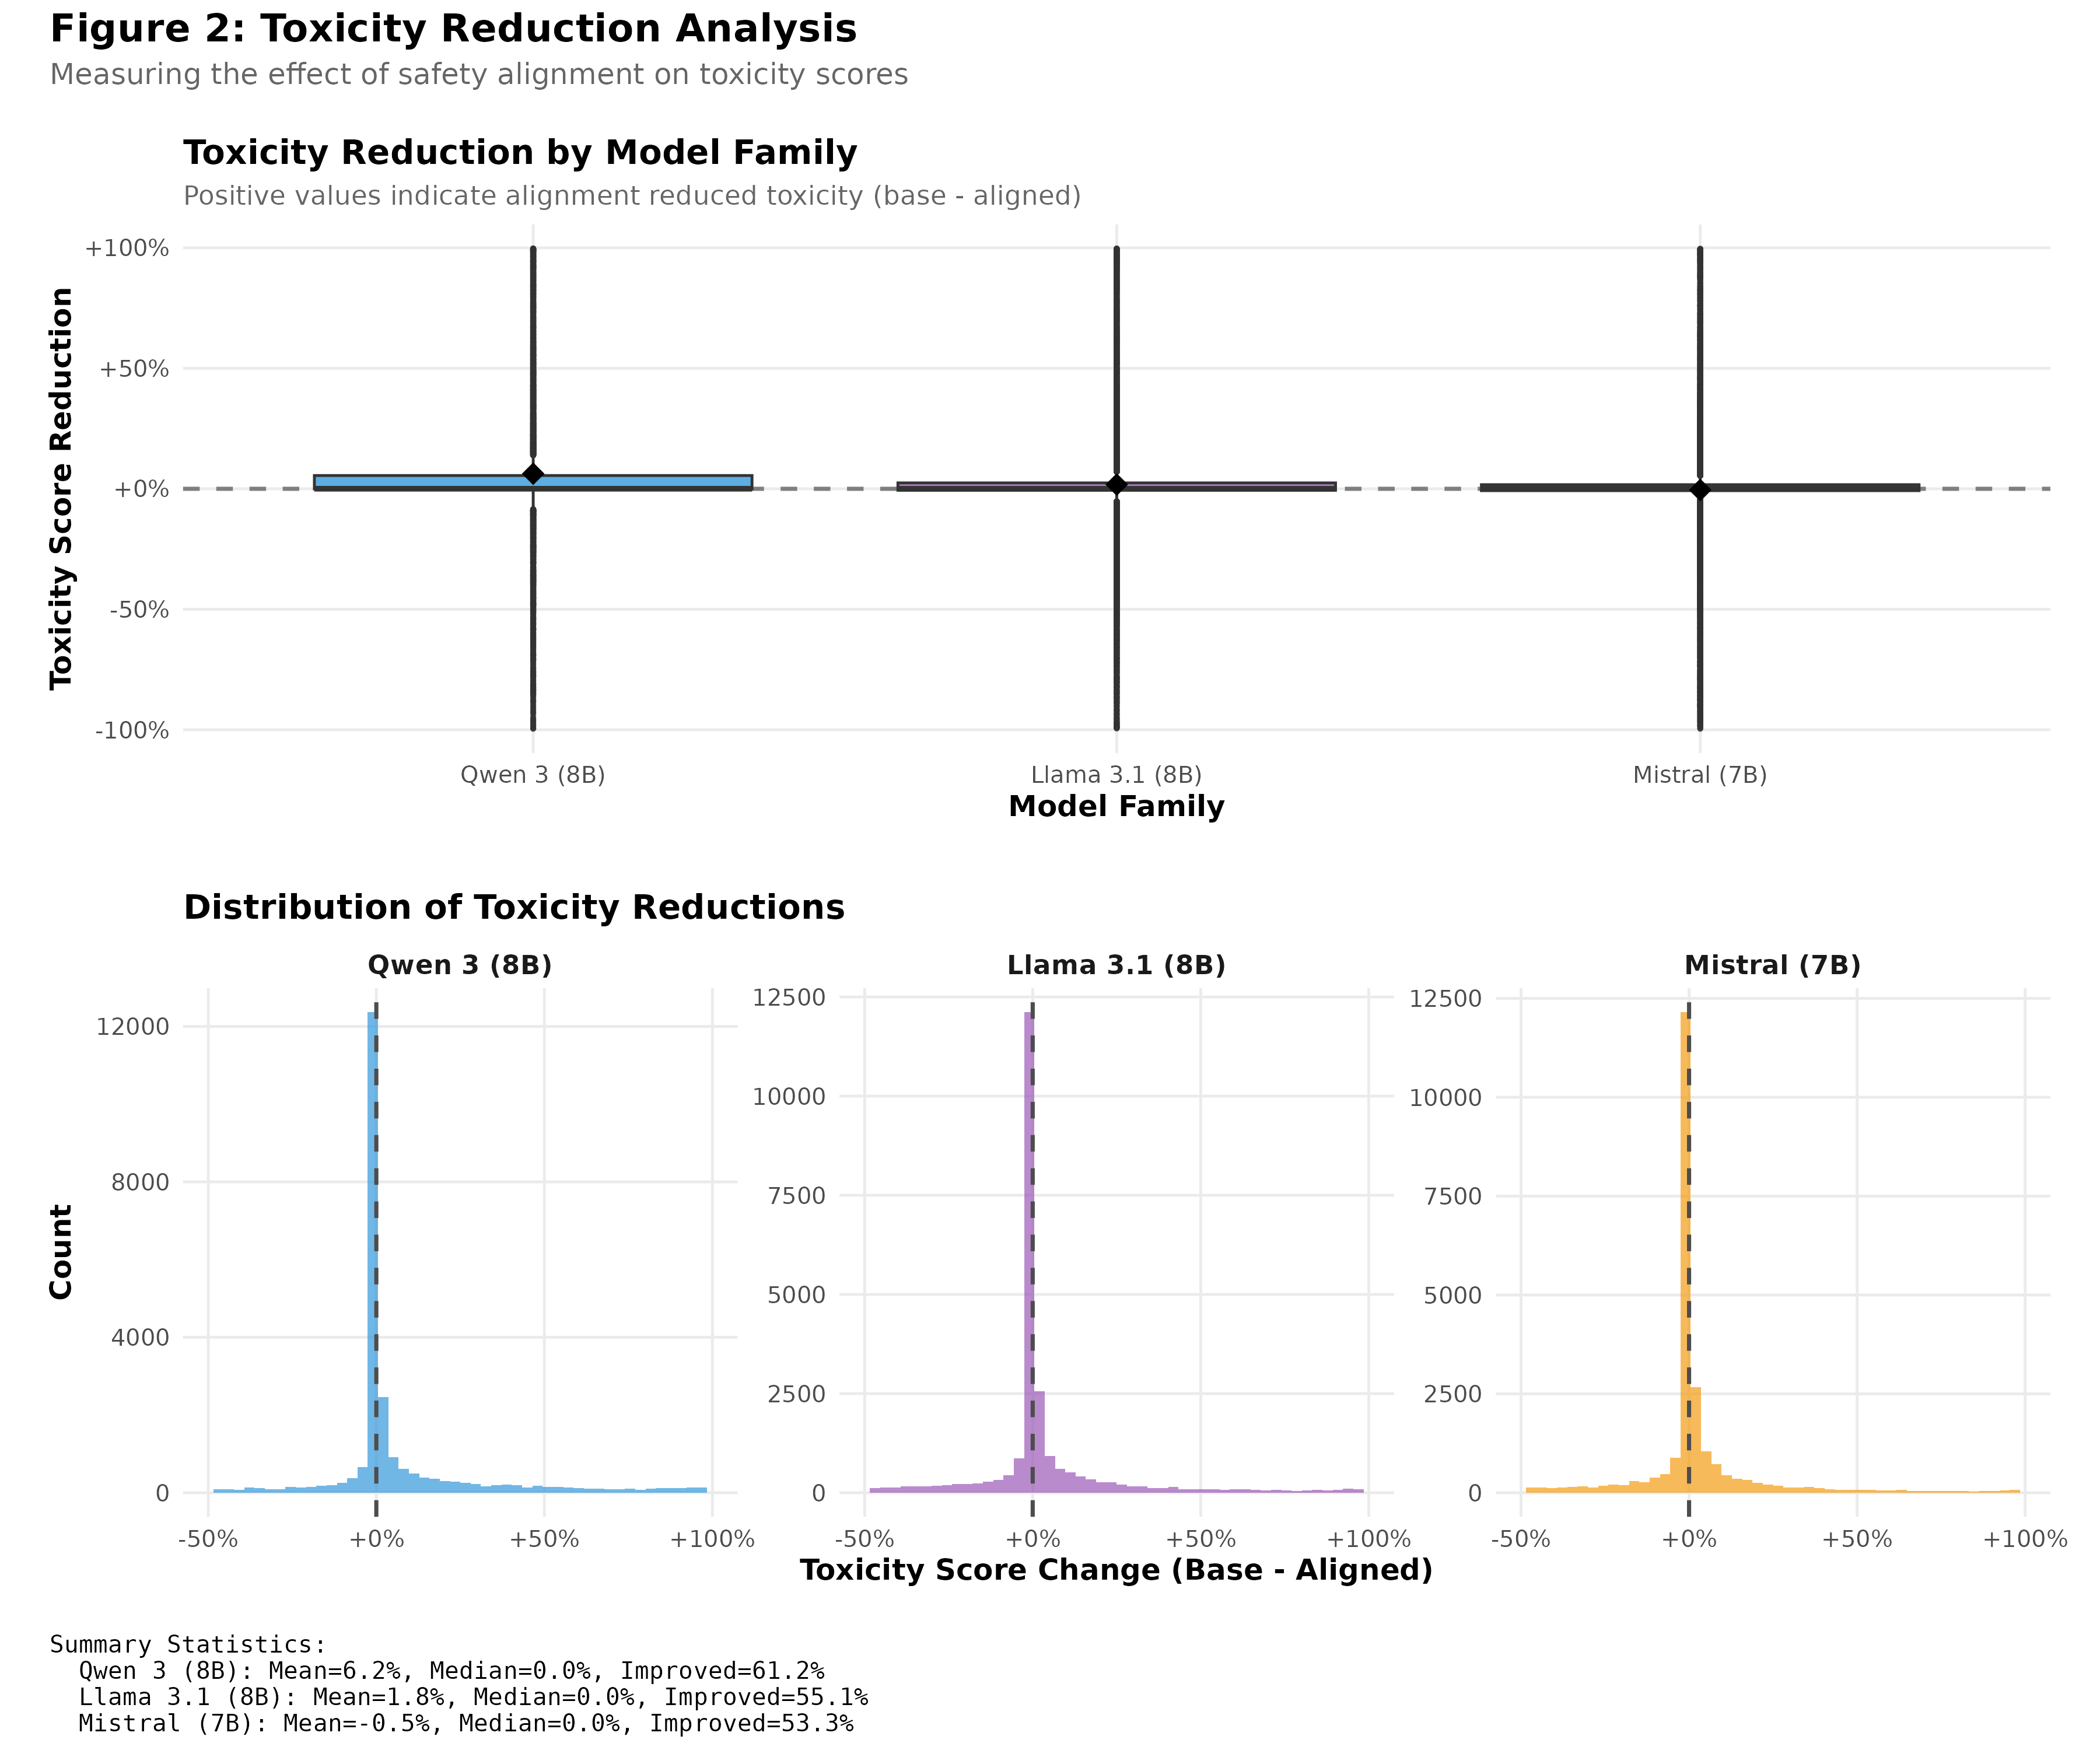 Figure 2: Toxicity Reduction Analysis
Measuring the effect of safety alignment on toxicity scores
Toxicity Reduction by Model Family
Positive values indicate alignment reduced toxicity (base - aligned)
Toxicity Score Reduction
+100%
+50%
+0%
-50%
-100%
Qwen 3 (8B) Llama 3.1 (8B) Mistral (7B)
Model Family
Distribution of Toxicity Reductions
Qwen 3 (8B) Llama 3.1 (8B) Mistral (7B)
Count
12000
8000
4000
0
-50% +0% +50% +100%
12500
10000
7500
5000
2500
0
-50% +0% +50% +100%
12500
10000
7500
5000
2500
0
-50% +0% +50% +100%
Toxicity Score Change (Base - Aligned)
Summary Statistics:
Qwen 3 (8B): Mean=6.2%, Median=0.0%, Improved=61.2%
Llama 3.1 (8B): Mean=1.8%, Median=0.0%, Improved=55.1%
Mistral (7B): Mean=-0.5%, Median=0.0%, Improved=53.3%